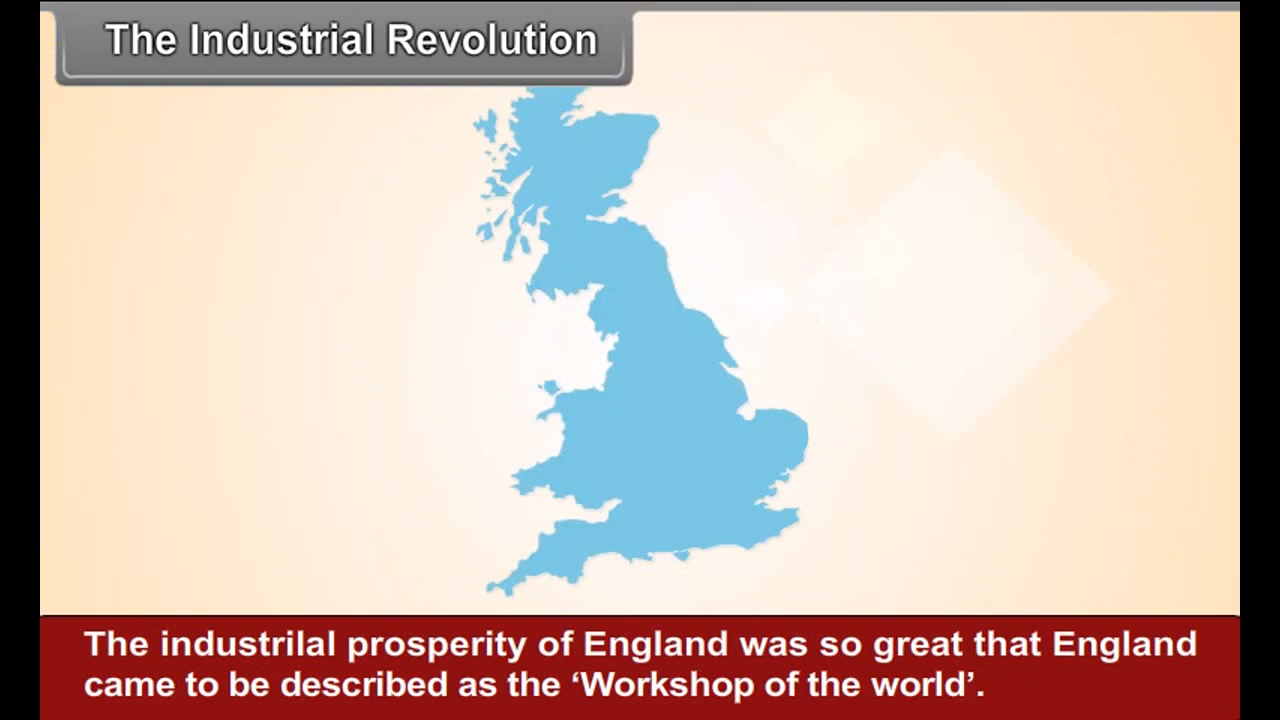 The Industrial Revolution
The industrilal prosperity of England was so great that England
came to be described as the ‘Workshop of the world’.